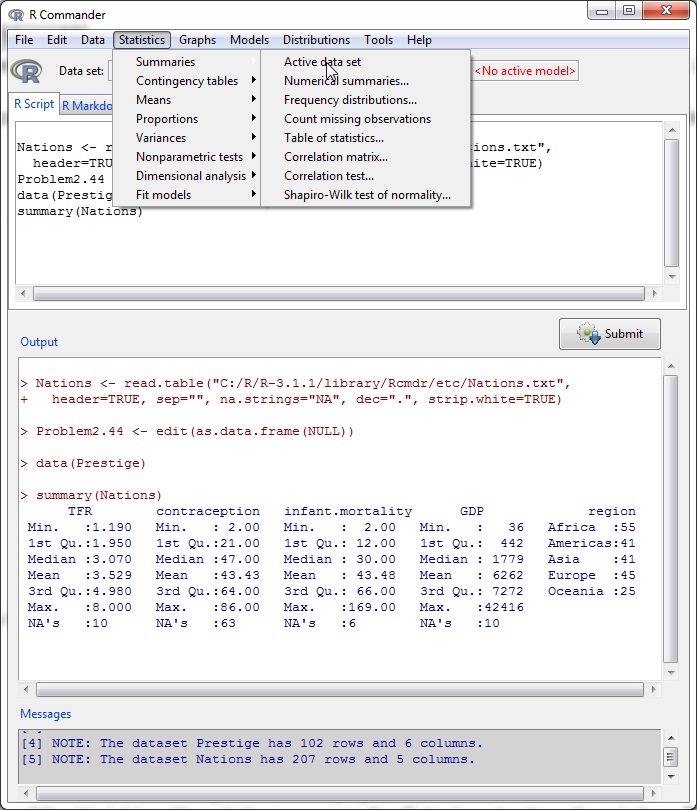 R Commander
File Edit Data Statistics Graphs Models Distributions Tools Help
Data set:
<No active model>
Summaries
Contingency tables
Means
Proportions
Variances
Nonparametric tests
Dimensional analysis
Fit models
Active data set
Numerical summaries...
Frequency distributions...
Count missing observations
Table of statistics...
Correlation matrix...
Correlation test...
Shapiro-Wilk test of normality...
R Script R Markdo
Nations <- r ions.txt",
header=TRU hite=TRUE)
Problem2.44
data(Prestig
summary(Nations)
Submit
Output
> Nations <- read.table("C:/R/R-3.1.1/library/Rcmdr/etc/Nations.txt",
+   header=TRUE, sep="", na.strings="NA", dec=".", strip.white=TRUE)
> Problem2.44 <- edit(as.data.frame(NULL))
> data(Prestige)
> summary(Nations)
TFR contraception infant.mortality GDP region
Min. :1.190 Min. : 2.00 Min. : 2.00 Min. : 36 Africa :55
1st Qu.:1.950 1st Qu.:21.00 1st Qu.: 12.00 1st Qu.: 442 Americas:41
Median :3.070 Median :47.00 Median : 30.00 Median : 1779 Asia :41
Mean :3.529 Mean :43.43 Mean : 43.48 Mean : 6262 Europe :45
3rd Qu.:4.980 3rd Qu.:64.00 3rd Qu.: 66.00 3rd Qu.: 7272 Oceania :25
Max. :8.000 Max. :86.00 Max. :169.00 Max. :42416
NA's :10 NA's :63 NA's :6 NA's :10
Messages
[4] NOTE: The dataset Prestige has 102 rows and 6 columns.
[5] NOTE: The dataset Nations has 207 rows and 5 columns.